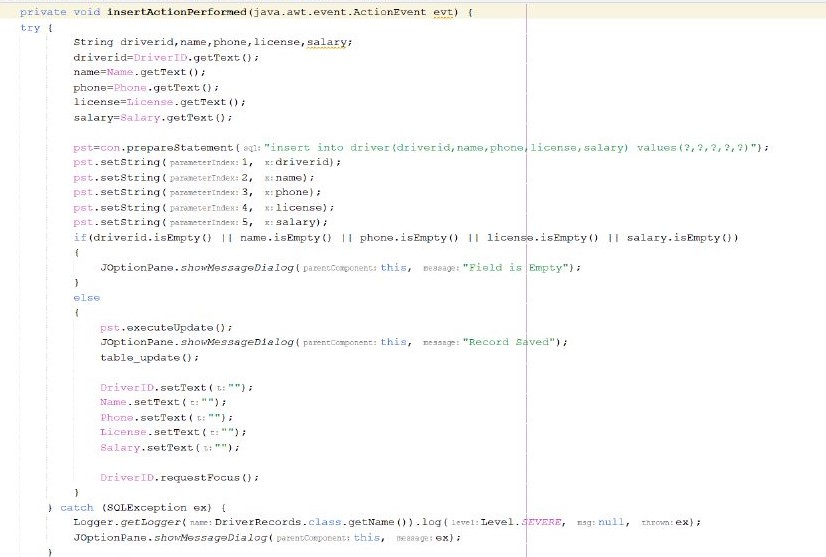 private void insertActionPerformed(java.awt.event.ActionEvent evt) {
try {
String driverid,name,phone,license,salary;
driverid=DriverID.getText();
name=Name.getText();
phone=Phone.getText();
license=License.getText();
salary=Salary.getText();
pst=con.prepareStatement( sql: "insert into driver(driverid,name,phone,license,salary) values(?,?,?,?,?)");
pst.setString( parameterIndex: 1, x: driverid);
pst.setString( parameterIndex: 2, x: name);
pst.setString( parameterIndex: 3, x: phone);
pst.setString( parameterIndex: 4, x: license);
pst.setString( parameterIndex: 5, x: salary);
if(driverid.isEmpty() || name.isEmpty() || phone.isEmpty() || license.isEmpty() || salary.isEmpty())
{
JOptionPane.showMessageDialog( parentComponent: this, message: "Field is Empty");
}
else
{
pst.executeUpdate();
JOptionPane.showMessageDialog( parentComponent: this, message: "Record Saved");
table_update();
DriverID.setText( t: "");
Name.setText( t: "");
Phone.setText( t: "");
License.setText( t: "");
Salary.setText( t: "");
DriverID.requestFocus();
}
} catch (SQLException ex) {
Logger.getLogger( name: DriverRecords.class.getName()).log( level: Level.SEVERE, msg: null, thrown: ex);
JOptionPane.showMessageDialog( parentComponent: this, message: ex);
}